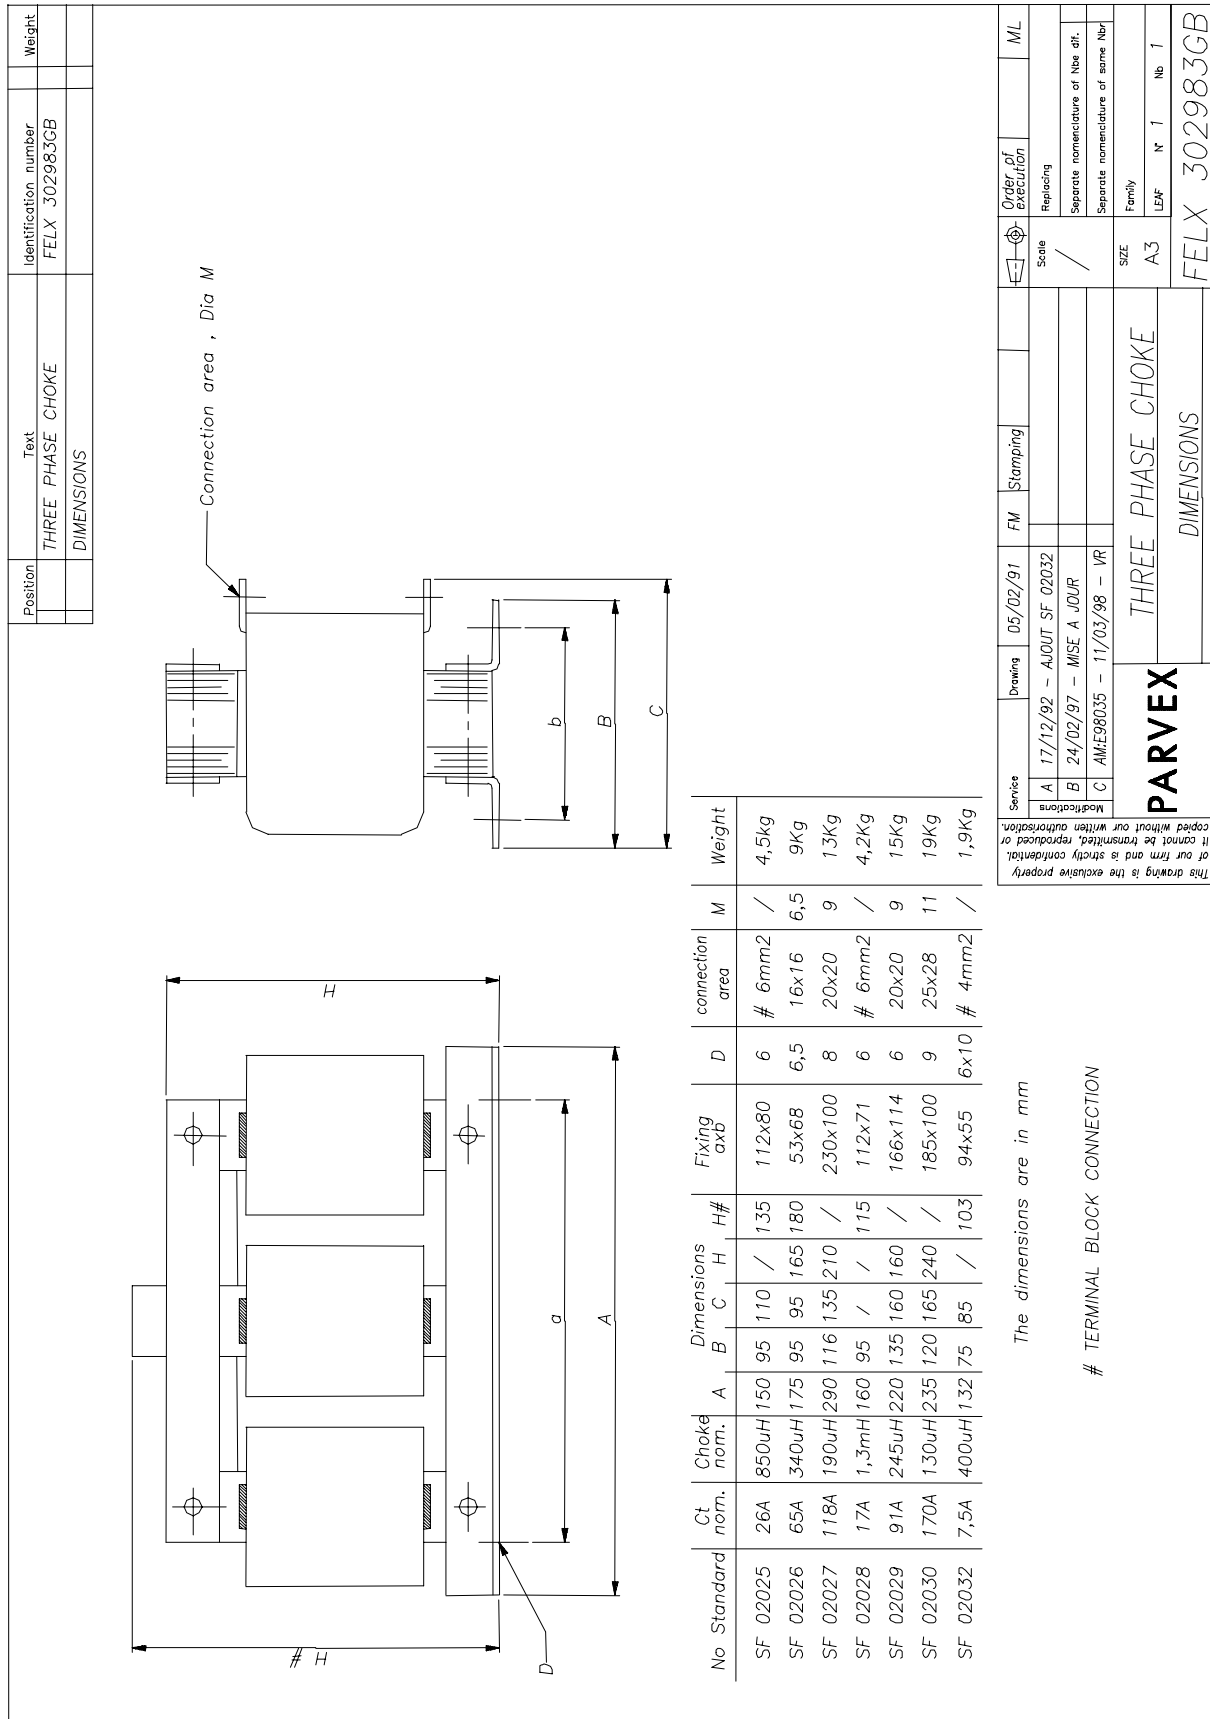 Position Text Identification number Weight
THREE PHASE CHOKE FELX 302983GB
DIMENSIONS
Connection area , Dia M
# H
H
a
A
D
b
B
C
No Standard Ct nom. Choke nom. Dimensions A B C H H# Fixing axb D connection area M Weight
SF 02025 26A 850uH 150 95 110 / 135 112x80 6 # 6mm2 / 4,5Kg
SF 02026 65A 340uH 175 95 95 165 180 53x68 6,5 16x16 6,5 9Kg
SF 02027 118A 190uH 290 116 135 210 / 230x100 8 20x20 9 13Kg
SF 02028 17A 1,3mH 160 95 / / 115 112x71 6 # 6mm2 / 4,2Kg
SF 02029 91A 245uH 220 135 160 160 / 166x114 6 20x20 9 15Kg
SF 02030 170A 130uH 235 120 165 240 / 185x100 9 25x28 11 19Kg
SF 02032 7,5A 400uH 132 75 85 / 103 94x55 6x10 # 4mm2 / 1,9Kg
The dimensions are in mm
# TERMINAL BLOCK CONNECTION
This drawing is the exclusive property
of our firm and is strictly confidential.
It cannot be transmitted, reproduced or
copied without our written authorisation.
Service Drawing 05/02/91 FM Stamping Order of execution ML
Modifications
A 17/12/92 - AJOUT SF 02032
B 24/02/97 - MISE A JOUR
C AM:E98035 - 11/03/98 - VR
Scale /
Replacing
Separate nomenclature of Nbe dif.
Separate nomenclature of same Nbr
PARVEX
THREE PHASE CHOKE
DIMENSIONS
SIZE A3
Family
LEAF N° 1 Nb 1
FELX 302983GB